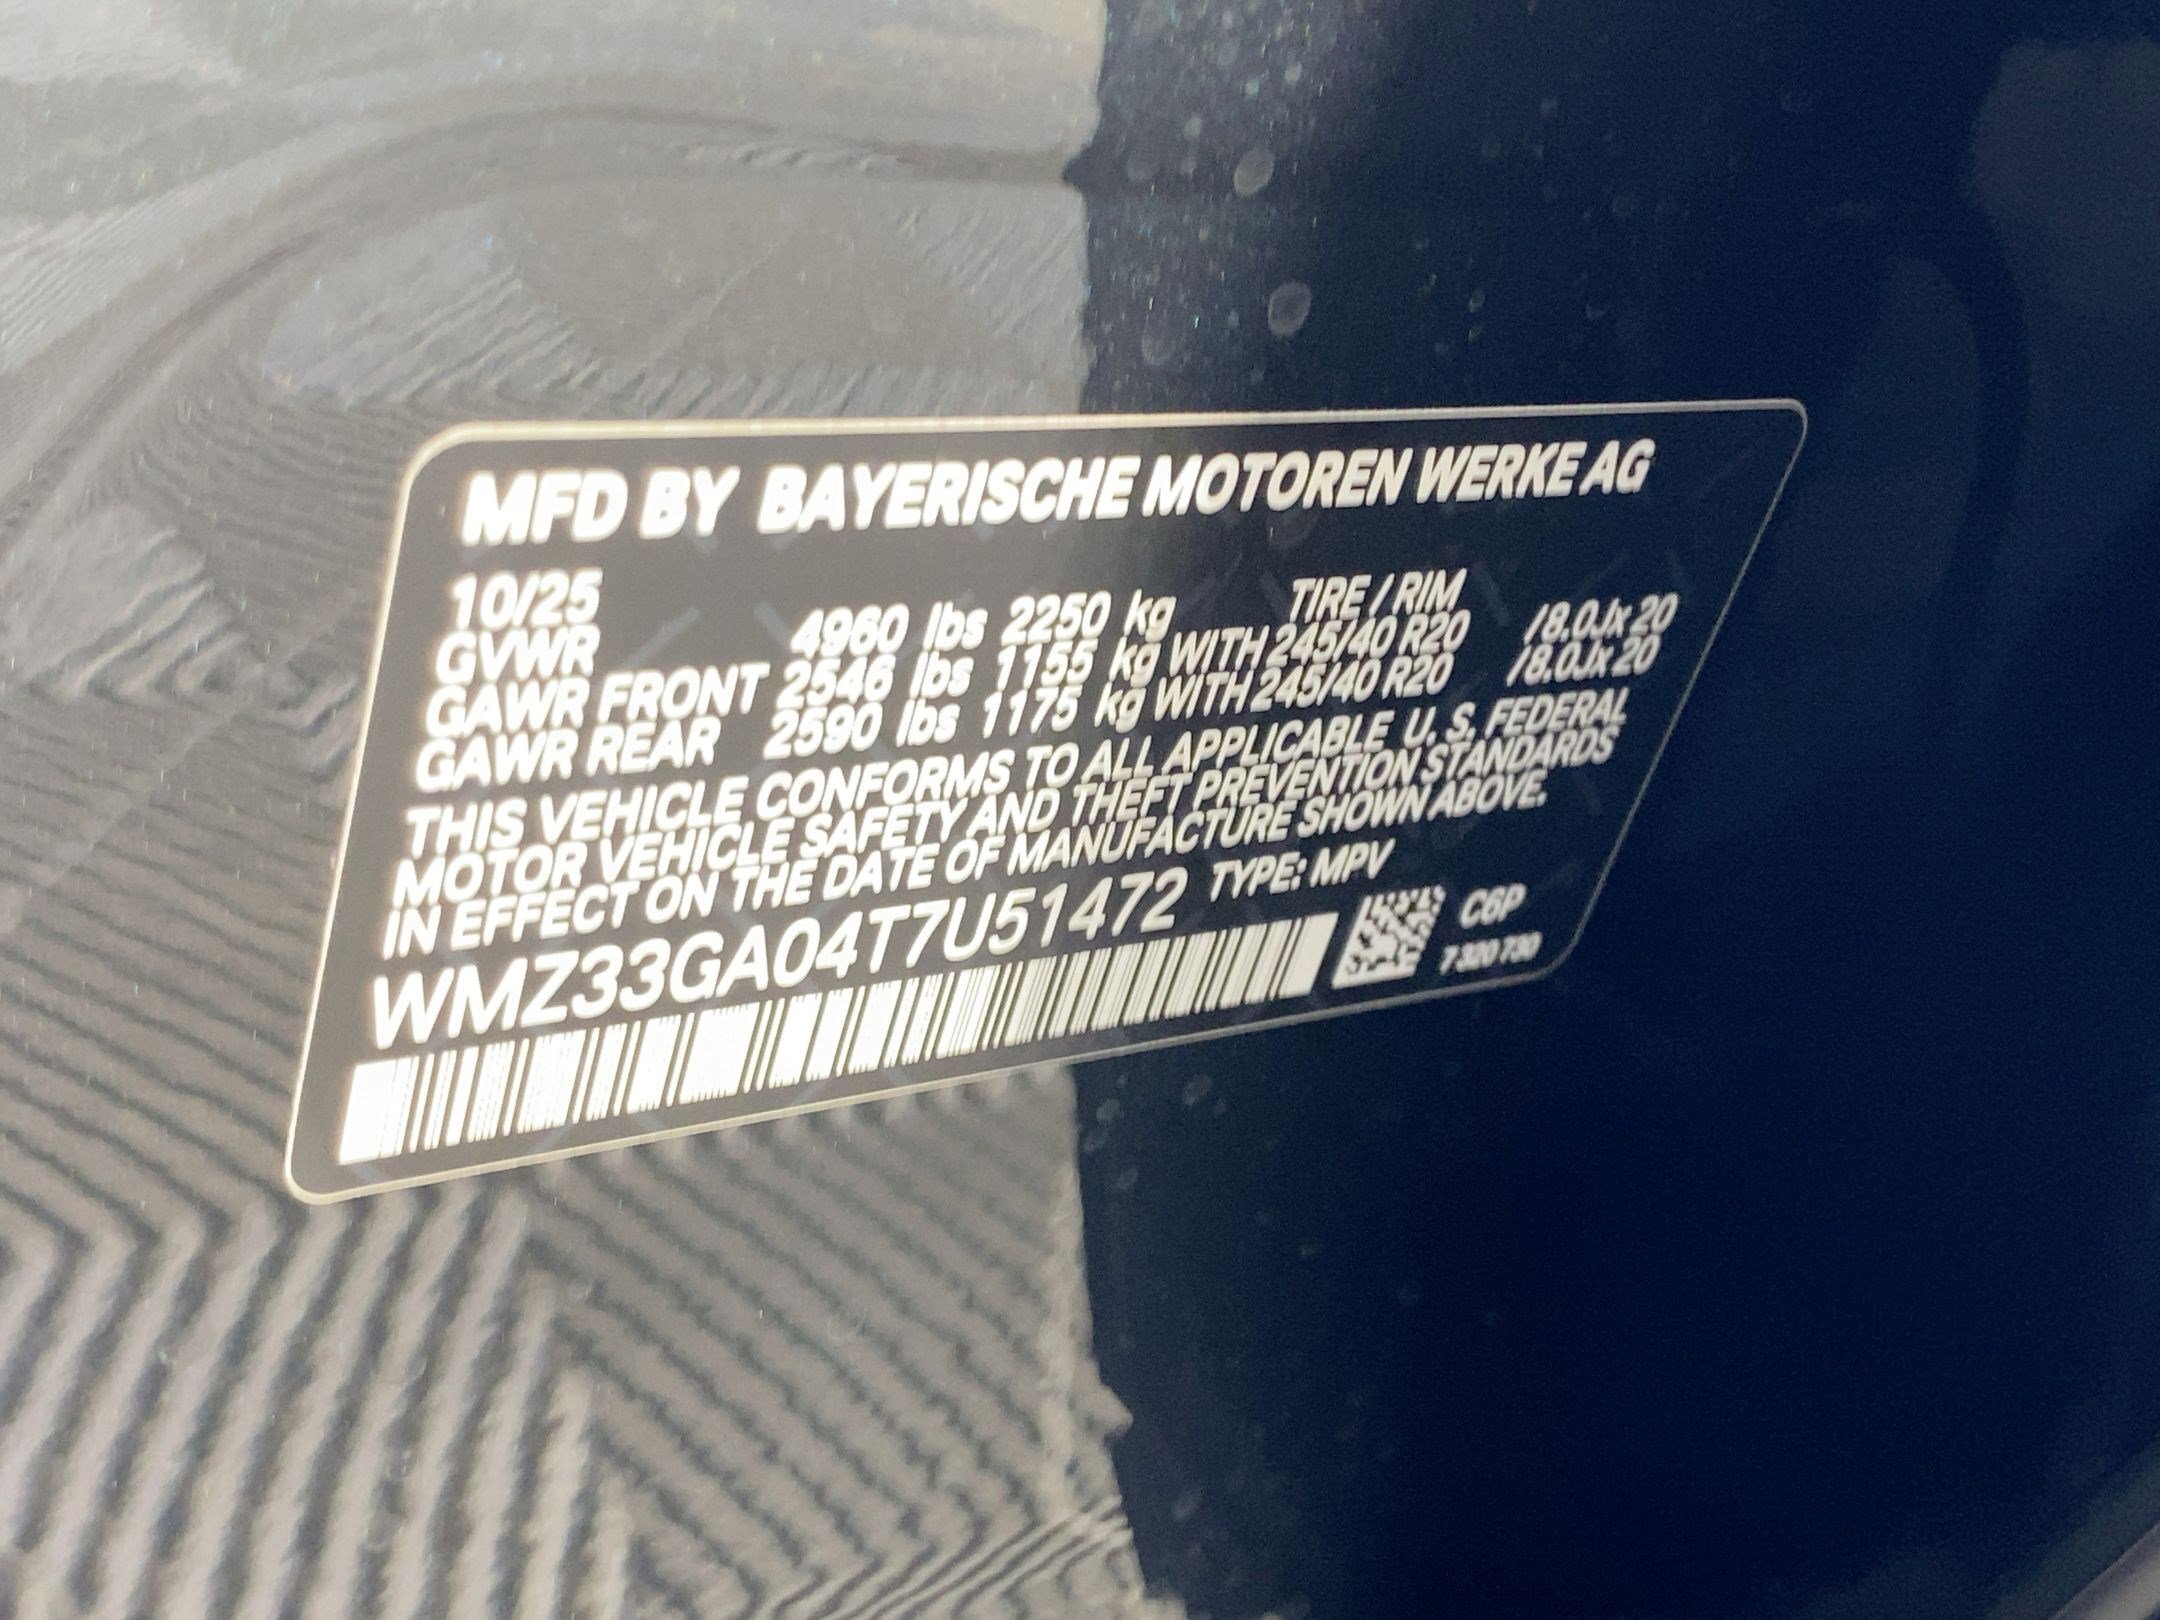 MFD BY BAYERISCHE MOTOREN WERKE AG
10/25 TIRE / RIM
GVWR 4960 lbs 2250 kg
GAWR FRONT 2546 lbs 1155 kg WITH 245/40 R20 /8.0Jx 20
GAWR REAR 2590 lbs 1175 kg WITH 245/40 R20 /8.0Jx 20
THIS VEHICLE CONFORMS TO ALL APPLICABLE U. S. FEDERAL
MOTOR VEHICLE SAFETY AND THEFT PREVENTION STANDARDS
IN EFFECT ON THE DATE OF MANUFACTURE SHOWN ABOVE.
WMZ33GA04T7U51472 TYPE: MPV
C6P
7 320 730